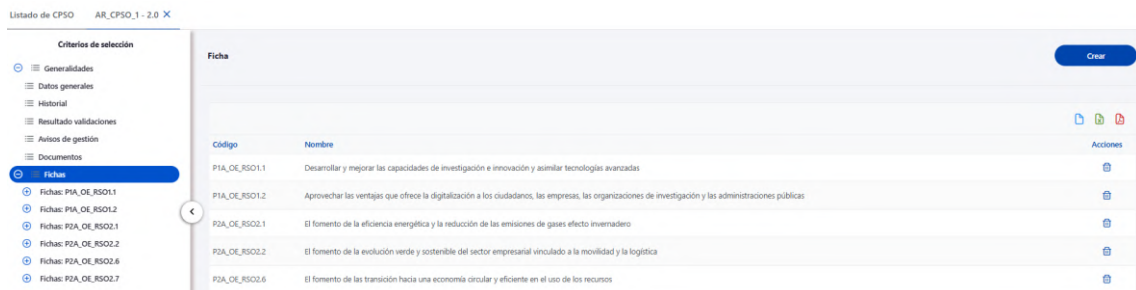 Listado de CPSO AR_CPSO_1 - 2.0
Criterios de selección
Generalidades
Datos generales
Historial
Resultado validaciones
Avisos de gestión
Documentos
Fichas
Fichas: P1A_OE_RSO1.1
Fichas: P1A_OE_RSO1.2
Fichas: P2A_OE_RSO2.1
Fichas: P2A_OE_RSO2.2
Fichas: P2A_OE_RSO2.6
Fichas: P2A_OE_RSO2.7
Ficha Crear
Código Nombre Acciones
P1A_OE_RSO1.1 Desarrollar y mejorar las capacidades de investigación e innovación y asimilar tecnologías avanzadas
P1A_OE_RSO1.2 Aprovechar las ventajas que ofrece la digitalización a los ciudadanos, las empresas, las organizaciones de investigación y las administraciones públicas
P2A_OE_RSO2.1 El fomento de la eficiencia energética y la reducción de las emisiones de gases efecto invernadero
P2A_OE_RSO2.2 El fomento de la evolución verde y sostenible del sector empresarial vinculado a la movilidad y la logística
P2A_OE_RSO2.6 El fomento de las transición hacia una economía circular y eficiente en el uso de los recursos